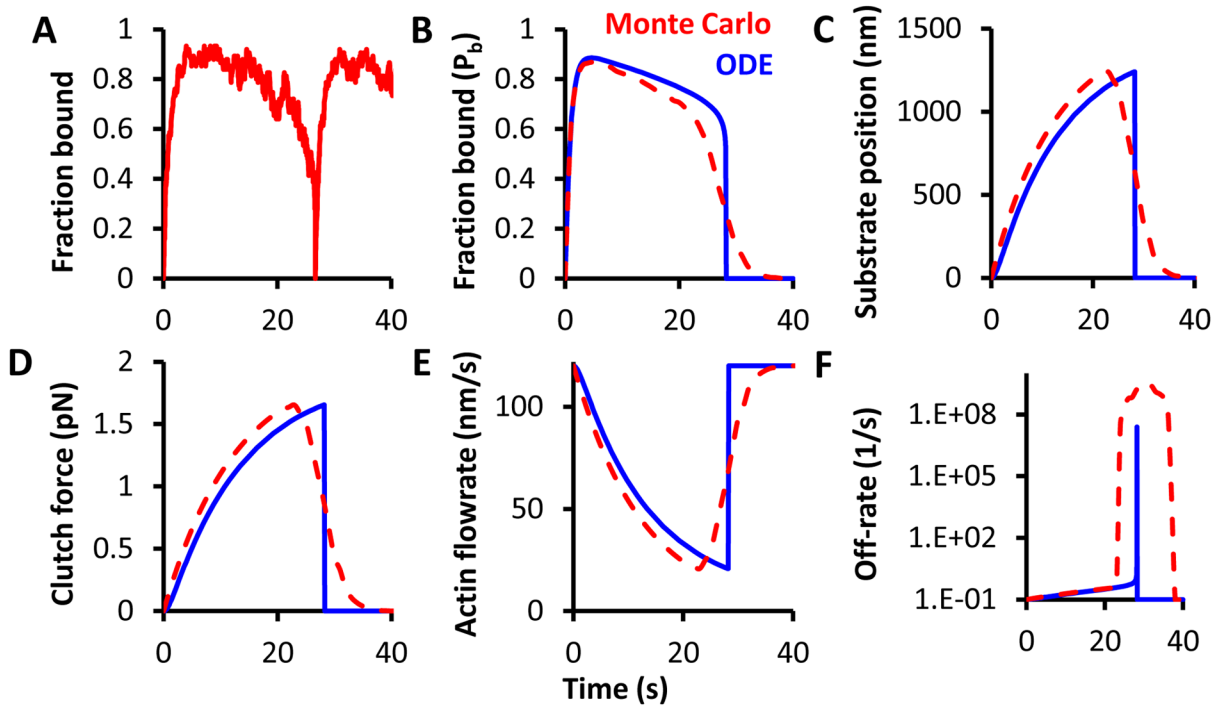 A
Fraction bound
1
0.8
0.6
0.4
0.2
0
0
20
40
B
Fraction bound (Pb)
1
0.8
0.6
0.4
0.2
0
0
20
40
Monte Carlo
ODE
C
Substrate position (nm)
1500
1000
500
0
0
20
40
D
Clutch force (pN)
2
1.5
1
0.5
0
0
20
40
E
Actin flowrate (nm/s)
100
50
0
0
20
40
F
Off-rate (1/s)
1.E+08
1.E+05
1.E+02
1.E-01
0
20
40
Time (s)